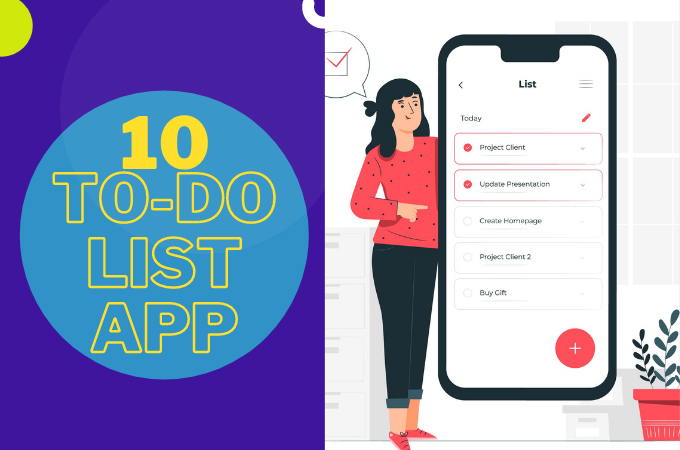 10
TO-DO
LIST
APP
List
Today
Project Client
Update Presentation
Create Homepage
Project Client 2
Buy Gift